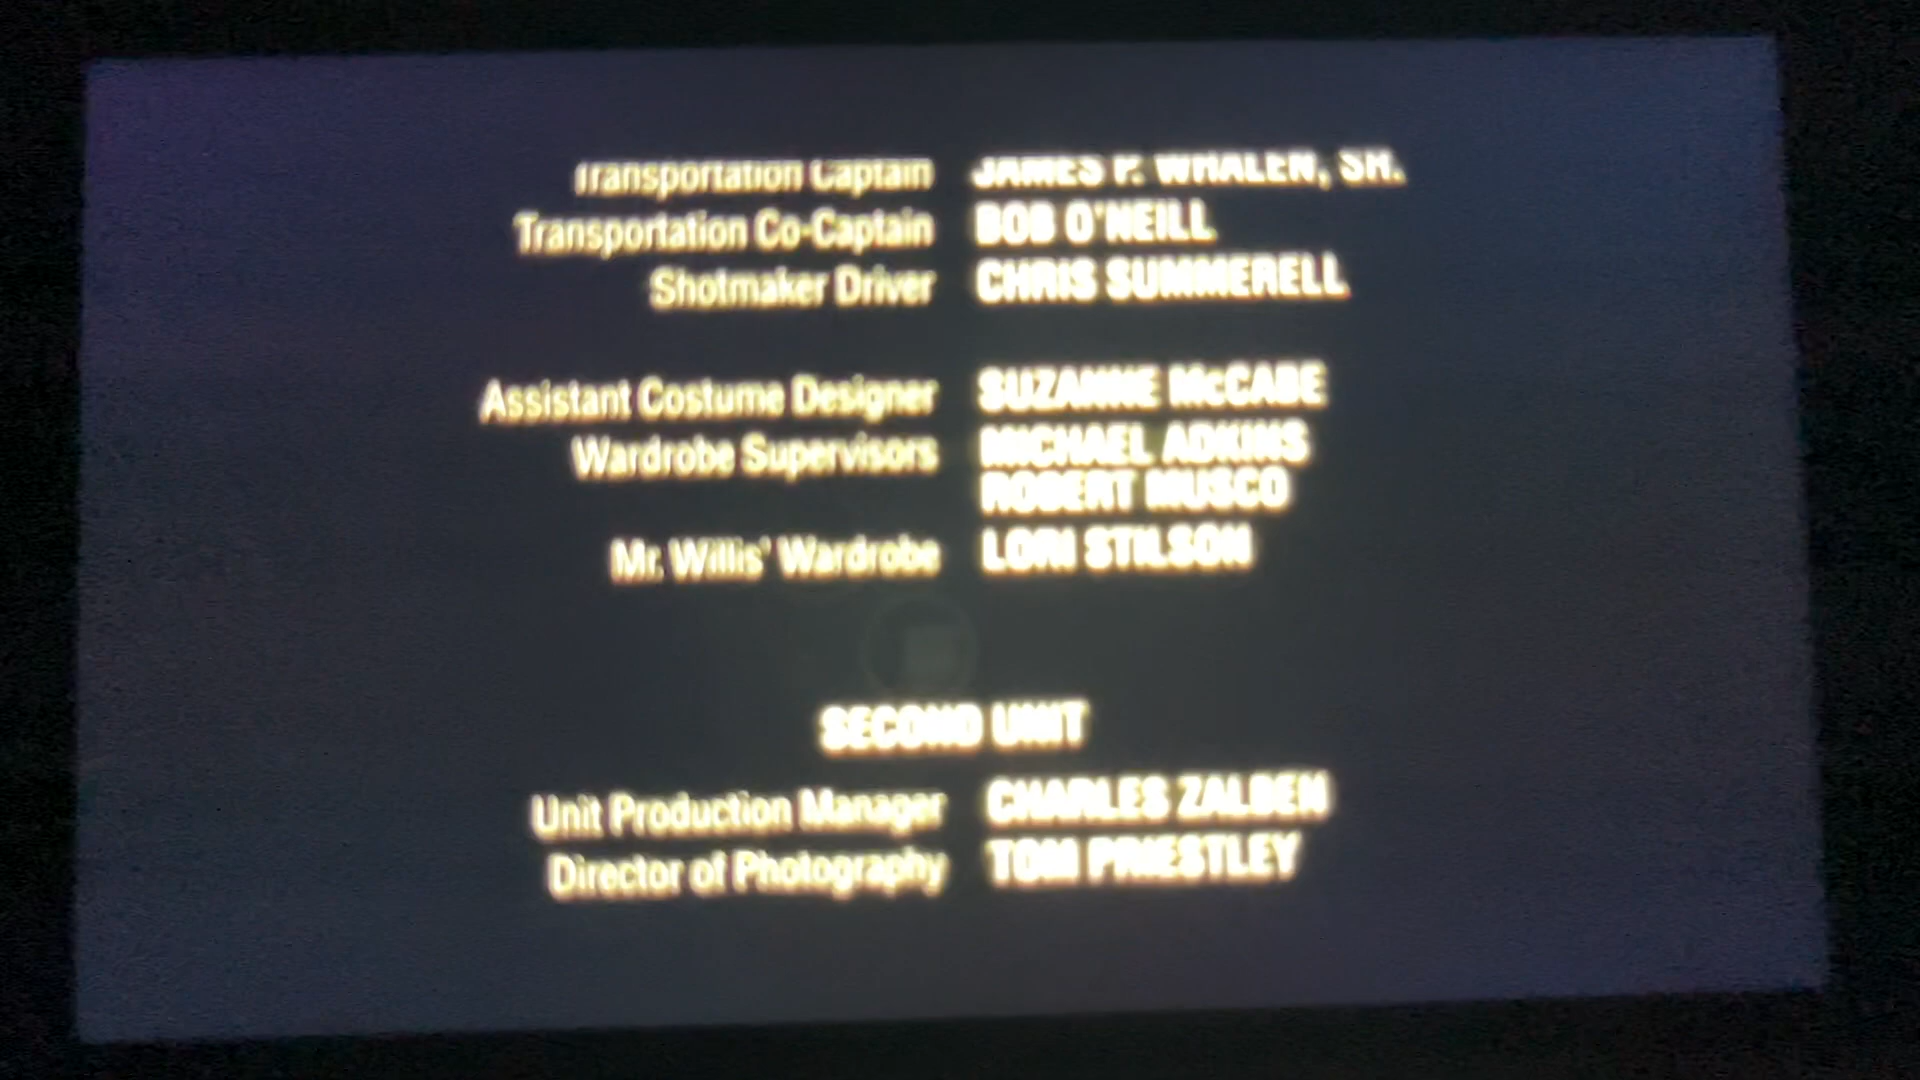 Transportation Captain JAMES P. WHALEN, SR.
Transportation Co-Captain BOB O'NEILL
Shotmaker Driver CHRIS SUMMERELL
Assistant Costume Designer SUZANNE McCABE
Wardrobe Supervisors MICHAEL ADKINS
ROBERT MUSCO
Mr. Willis' Wardrobe LORI STILSON
SECOND UNIT
Unit Production Manager CHARLES ZALBEN
Director of Photography TOM PRIESTLEY